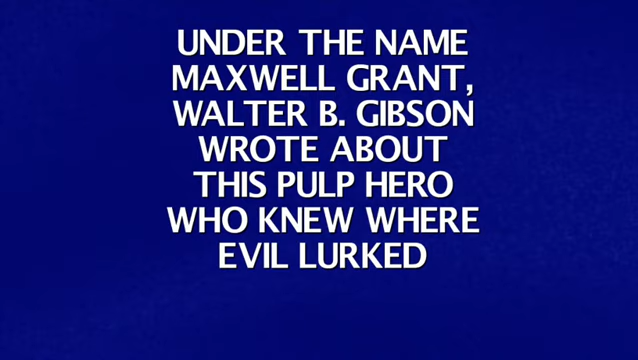 UNDER THE NAME
MAXWELL GRANT,
WALTER B. GIBSON
WROTE ABOUT
THIS PULP HERO
WHO KNEW WHERE
EVIL LURKED